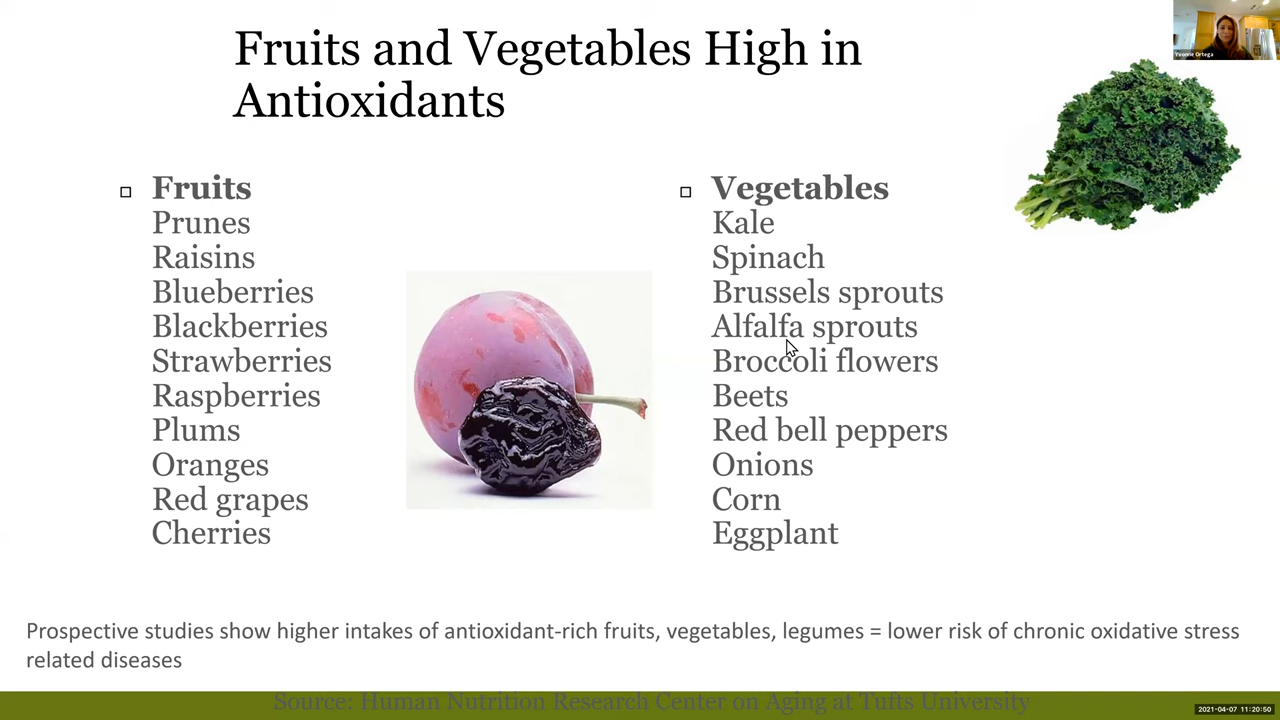 Fruits and Vegetables High in
Antioxidants
Yvonne Ortega
Fruits
Prunes
Raisins
Blueberries
Blackberries
Strawberries
Raspberries
Plums
Oranges
Red grapes
Cherries
Vegetables
Kale
Spinach
Brussels sprouts
Alfalfa sprouts
Broccoli flowers
Beets
Red bell peppers
Onions
Corn
Eggplant
Prospective studies show higher intakes of antioxidant-rich fruits, vegetables, legumes = lower risk of chronic oxidative stress
related diseases
Source: Human Nutrition Research Center on Aging at Tufts University
2021-04-07 11:20:50